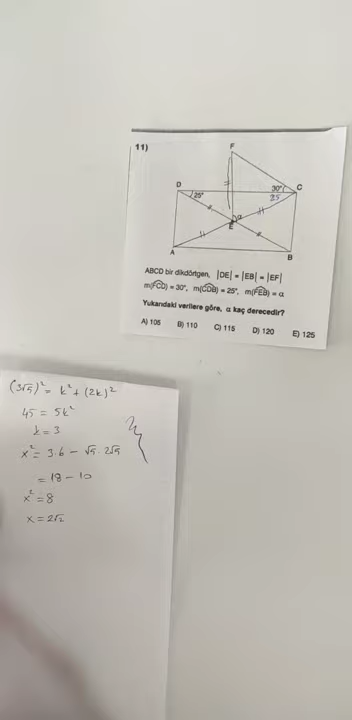 11)
F
D
25°
30°
C
25
α
E
A
B
ABCD bir dikdörtgen, |DE| = |EB| = |EF|
m(FCD) = 30°, m(CDB) = 25°, m(FEB) = α
Yukarıdaki verilere göre, α kaç derecedir?
A) 105 B) 110 C) 115 D) 120 E) 125
(3√5)² = k² + (2k)²
45 = 5k²
k = 3
x² = 3.6 − √5 . 2√5
= 18 − 10
x² = 8
x = 2√2